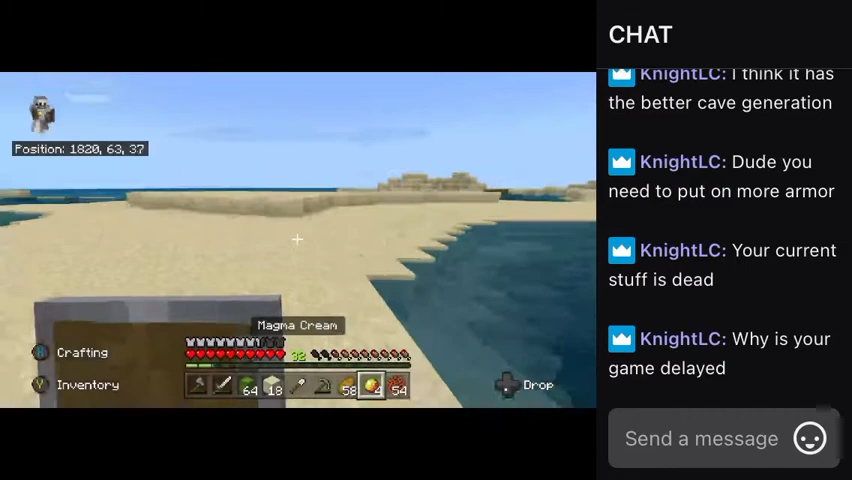 CHAT
KnightLC: I think it has
the better cave generation
Position: 1820, 63, 37
KnightLC: Dude you
need to put on more armor
KnightLC: Your current
stuff is dead
Magma Cream
KnightLC: Why is your
game delayed
Crafting
32
Y Inventory
64
18
58
4
54
Drop
Send a message